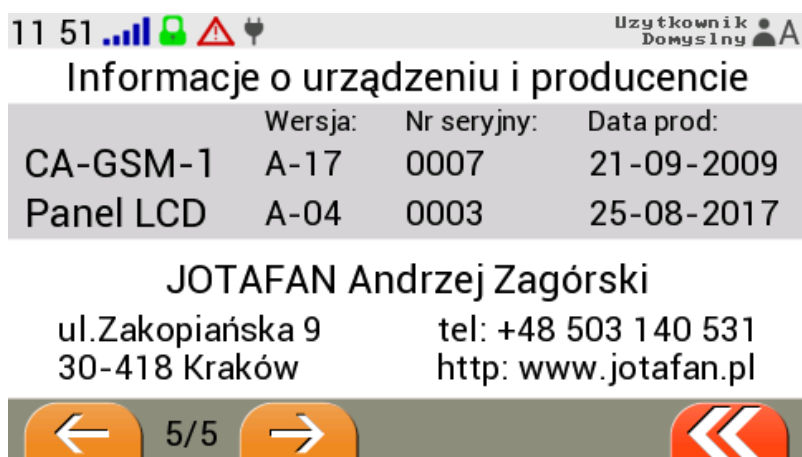 11 51 Uzytkownik
Domyslny A
Informacje o urządzeniu i producencie
Wersja: Nr seryjny: Data prod:
CA-GSM-1 A-17 0007 21-09-2009
Panel LCD A-04 0003 25-08-2017
JOTAFAN Andrzej Zagórski
ul.Zakopiańska 9 tel: +48 503 140 531
30-418 Kraków http: www.jotafan.pl
5/5